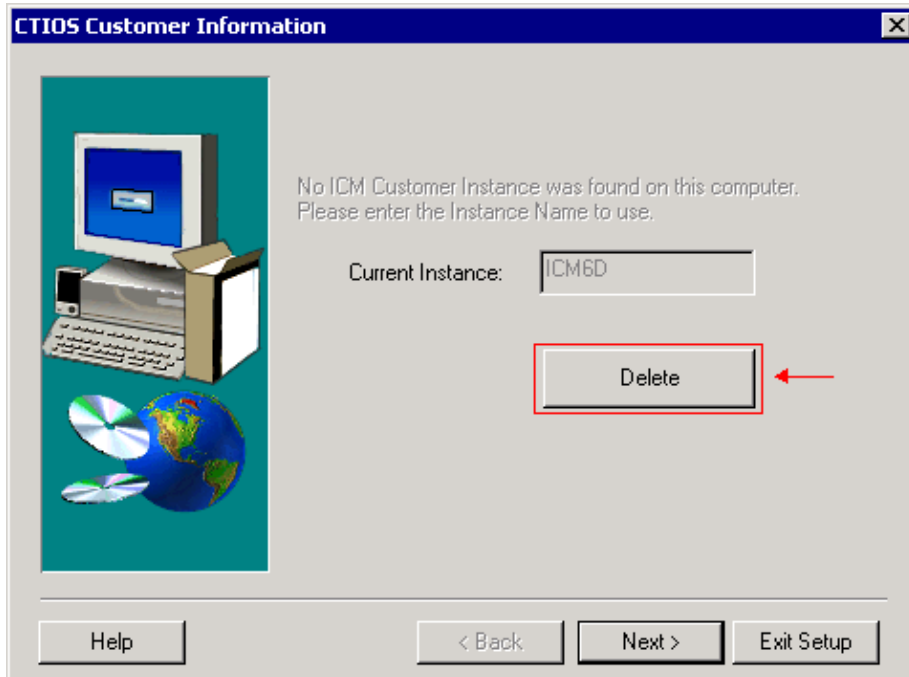 CTIOS Customer Information
No ICM Customer Instance was found on this computer.
Please enter the Instance Name to use.
Current Instance: ICM6D
Delete
Help < Back Next > Exit Setup